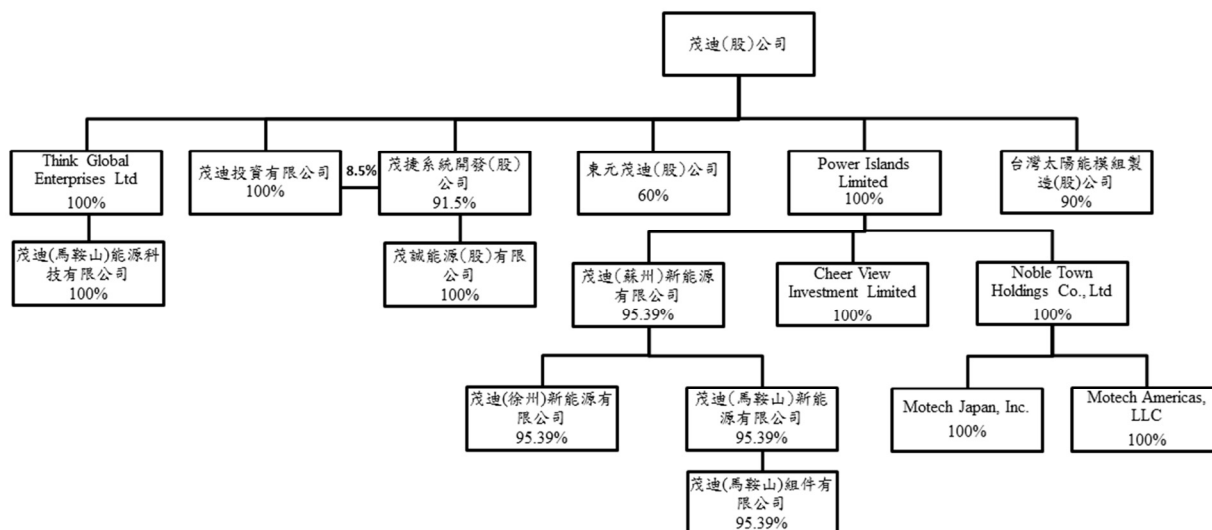 茂迪(股)公司
Think Global
Enterprises Ltd
100%
茂迪投資有限公司
100%
8.5%
茂捷系統開發(股)
公司
91.5%
東元茂迪(股)公司
60%
Power Islands
Limited
100%
台灣太陽能模組製
造(股)公司
90%
茂迪(馬鞍山)能源科
技有限公司
100%
茂誠能源(股)有限
公司
100%
茂迪(蘇州)新能源
有限公司
95.39%
Cheer View
Investment Limited
100%
Noble Town
Holdings Co., Ltd
100%
茂迪(徐州)新能源有
限公司
95.39%
茂迪(馬鞍山)新能
源有限公司
95.39%
Motech Japan, Inc.
100%
Motech Americas,
LLC
100%
茂迪(馬鞍山)組件有
限公司
95.39%